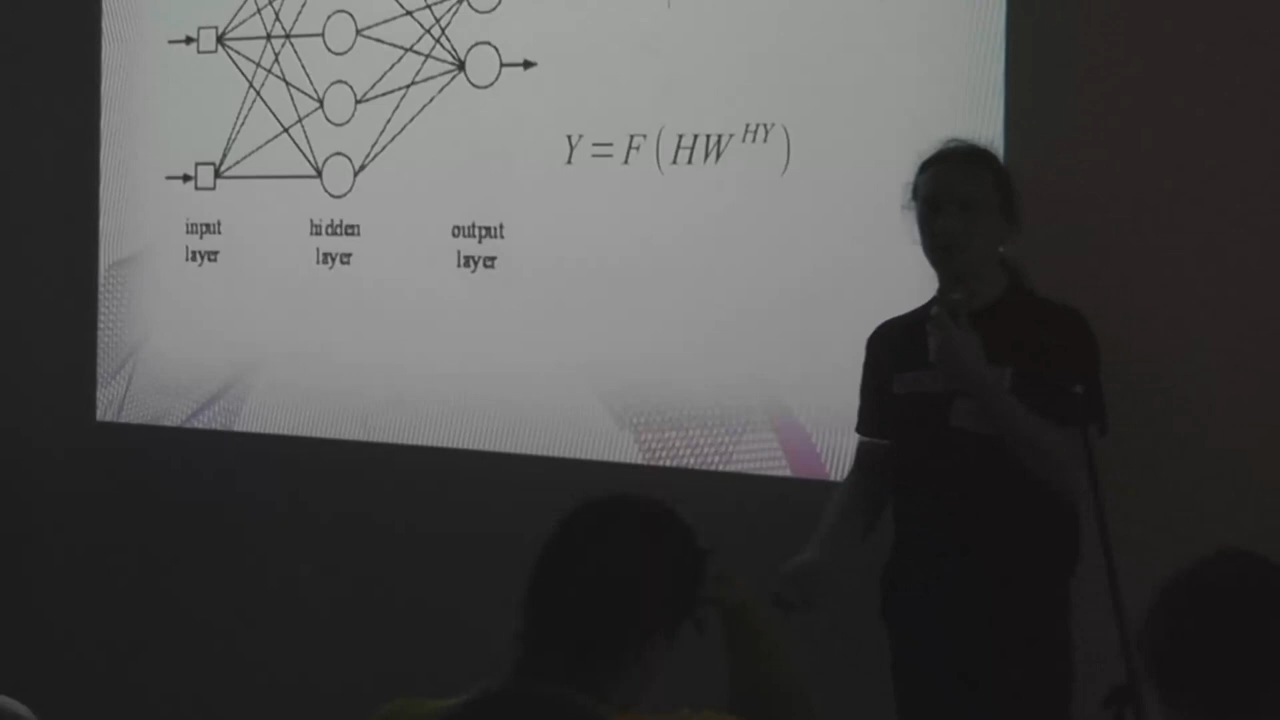 Y = F (HW^HY)
input hidden output
layer layer layer